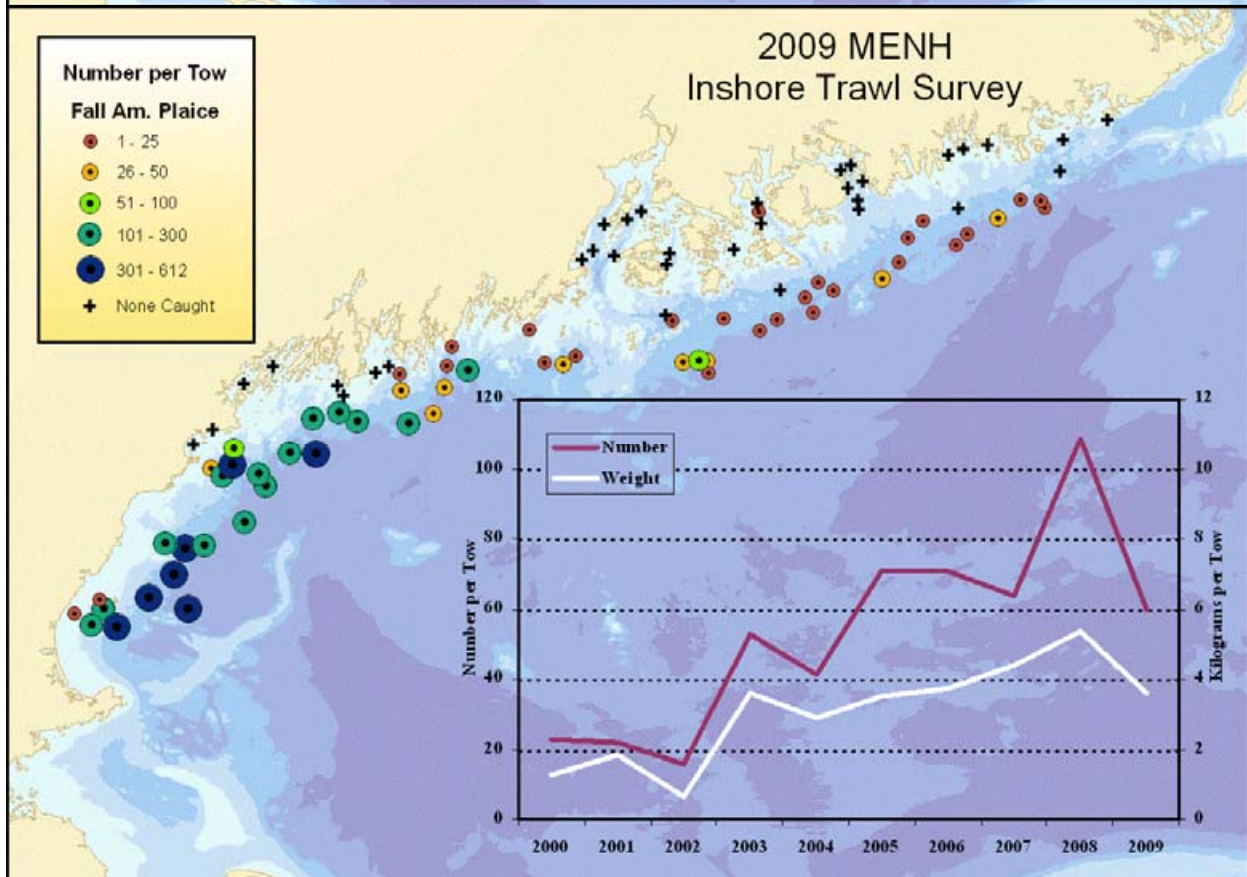 2009 MENH
Inshore Trawl Survey
Number per Tow
Fall Am. Plaice
1 - 25
26 - 50
51 - 100
101 - 300
301 - 612
None Caught
Number
Weight
Number per Tow
120
100
80
60
40
20
0
Kilograms per Tow
12
10
8
6
4
2
0
2000 2001 2002 2003 2004 2005 2006 2007 2008 2009